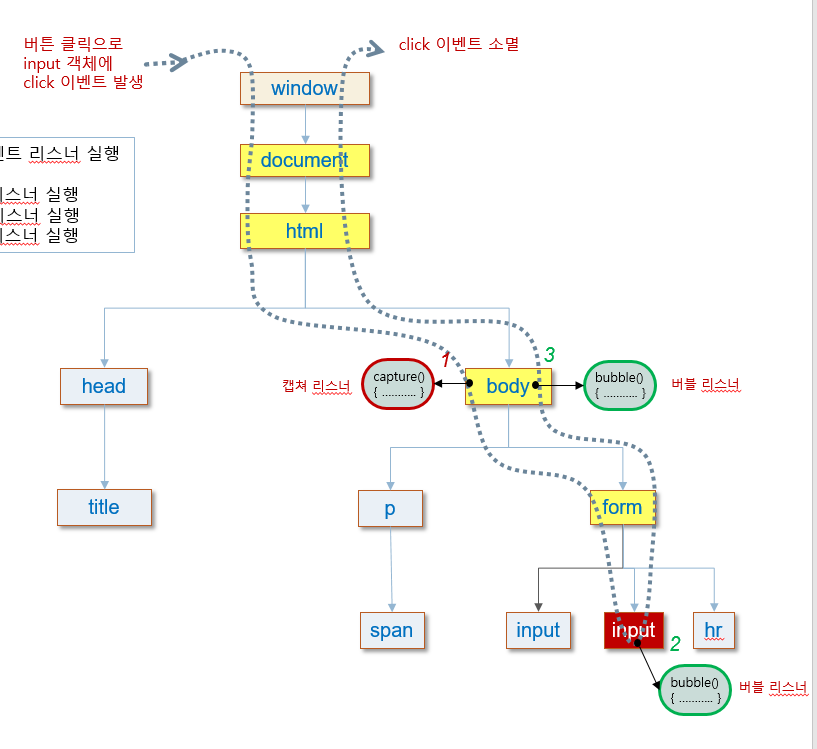 버튼 클릭으로
input 객체에
click 이벤트 발생
click 이벤트 소멸
window
document
트 리스너 실행
스너 실행
html
리스너 실행
스너 실행
1
3
head
캡쳐 리스너
capture()
{ ........... }
body
bubble()
{ ........... }
버블 리스너
title
p
form
span
input
input
hr
2
bubble()
{ ........... }
버블 리스너